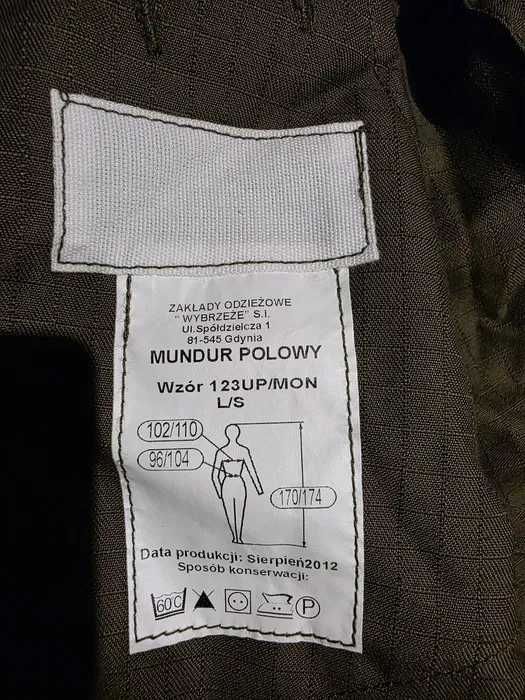 ZAKŁADY ODZIEŻOWE
“ WYBRZEŻE” S.I.
Ul.Spółdzielcza 1
81-545 Gdynia
MUNDUR POLOWY
Wzór 123UP/MON
L/S
102/110
96/104
170/174
Data produkcji: Sierpień2012
Sposób konserwacji:
60°C P